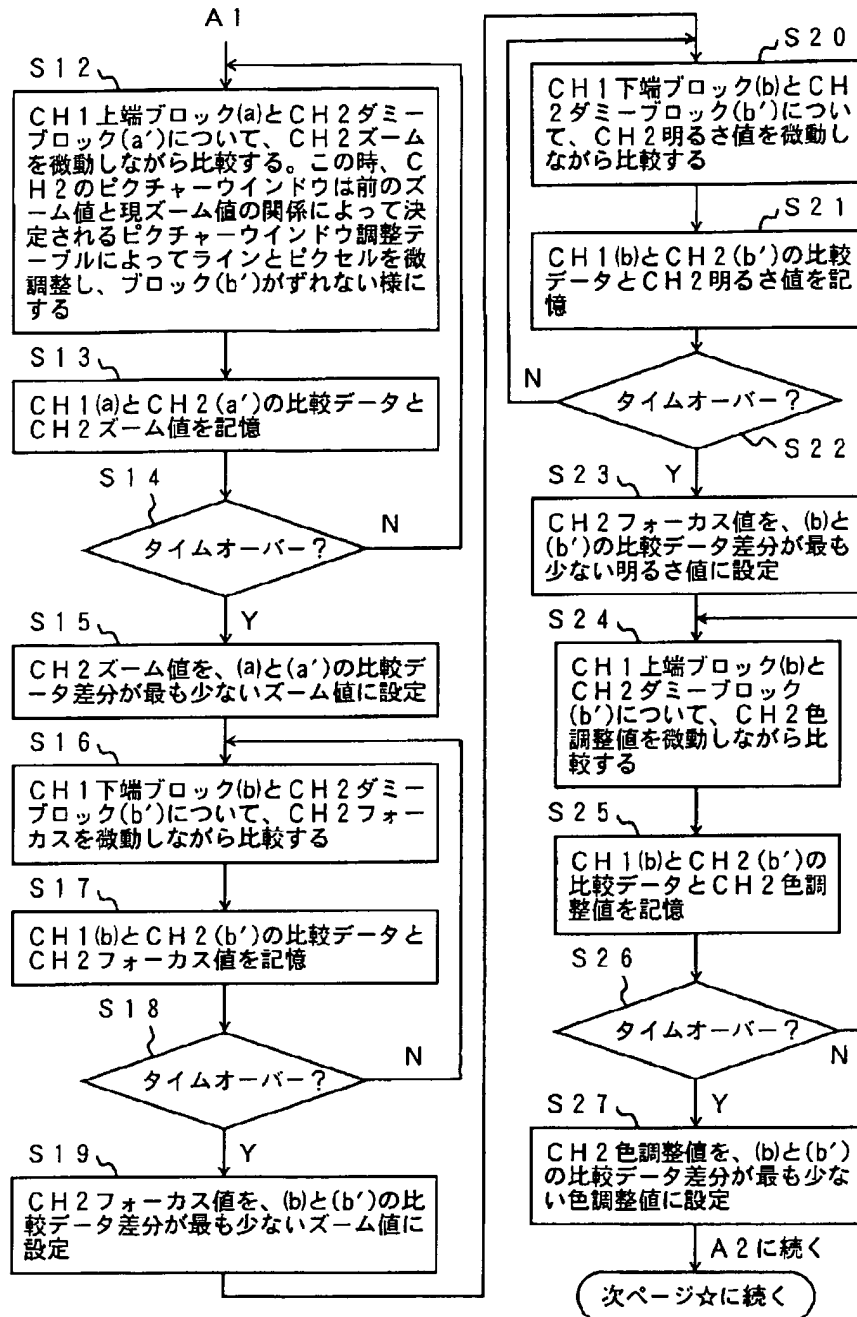 A1
S12
CH1上端ブロック(a)とCH2ダミー
ブロック(a′)について、CH2ズーム
を微動しながら比較する。この時、C
H2のピクチャーウインドウは前のズ
ーム値と現ズーム値の関係によって決
定されるピクチャーウインドウ調整テ
ーブルによってラインとピクセルを微
調整し、ブロック(b′)がずれない様に
する
S13
CH1(a)とCH2(a′)の比較データと
CH2ズーム値を記憶
S14
タイムオーバー？
N
Y
S15
CH2ズーム値を、(a)と(a′)の比較デ
ータ差分が最も少ないズーム値に設定
S16
CH1下端ブロック(b)とCH2ダミー
ブロック(b′)について、CH2フォー
カスを微動しながら比較する
S17
CH1(b)とCH2(b′)の比較データと
CH2フォーカス値を記憶
S18
タイムオーバー？
N
Y
S19
CH2フォーカス値を、(b)と(b′)の比
較データ差分が最も少ないズーム値に
設定
S20
CH1下端ブロック(b)とCH
2ダミーブロック(b′)につい
て、CH2明るさ値を微動し
ながら比較する
S21
CH1(b)とCH2(b′)の比較
データとCH2明るさ値を記
憶
N
タイムオーバー？
S22
Y
S23
CH2フォーカス値を、(b)と
(b′)の比較データ差分が最も
少ない明るさ値に設定
S24
CH1上端ブロック(b)と
CH2ダミーブロック
(b′)について、CH2色
調整値を微動しながら比
較する
S25
CH1(b)とCH2(b′)の
比較データとCH2色調
整値を記憶
S26
タイムオーバー？
N
Y
S27
CH2色調整値を、(b)と(b′)
の比較データ差分が最も少な
い色調整値に設定
A2に続く
次ページ☆に続く